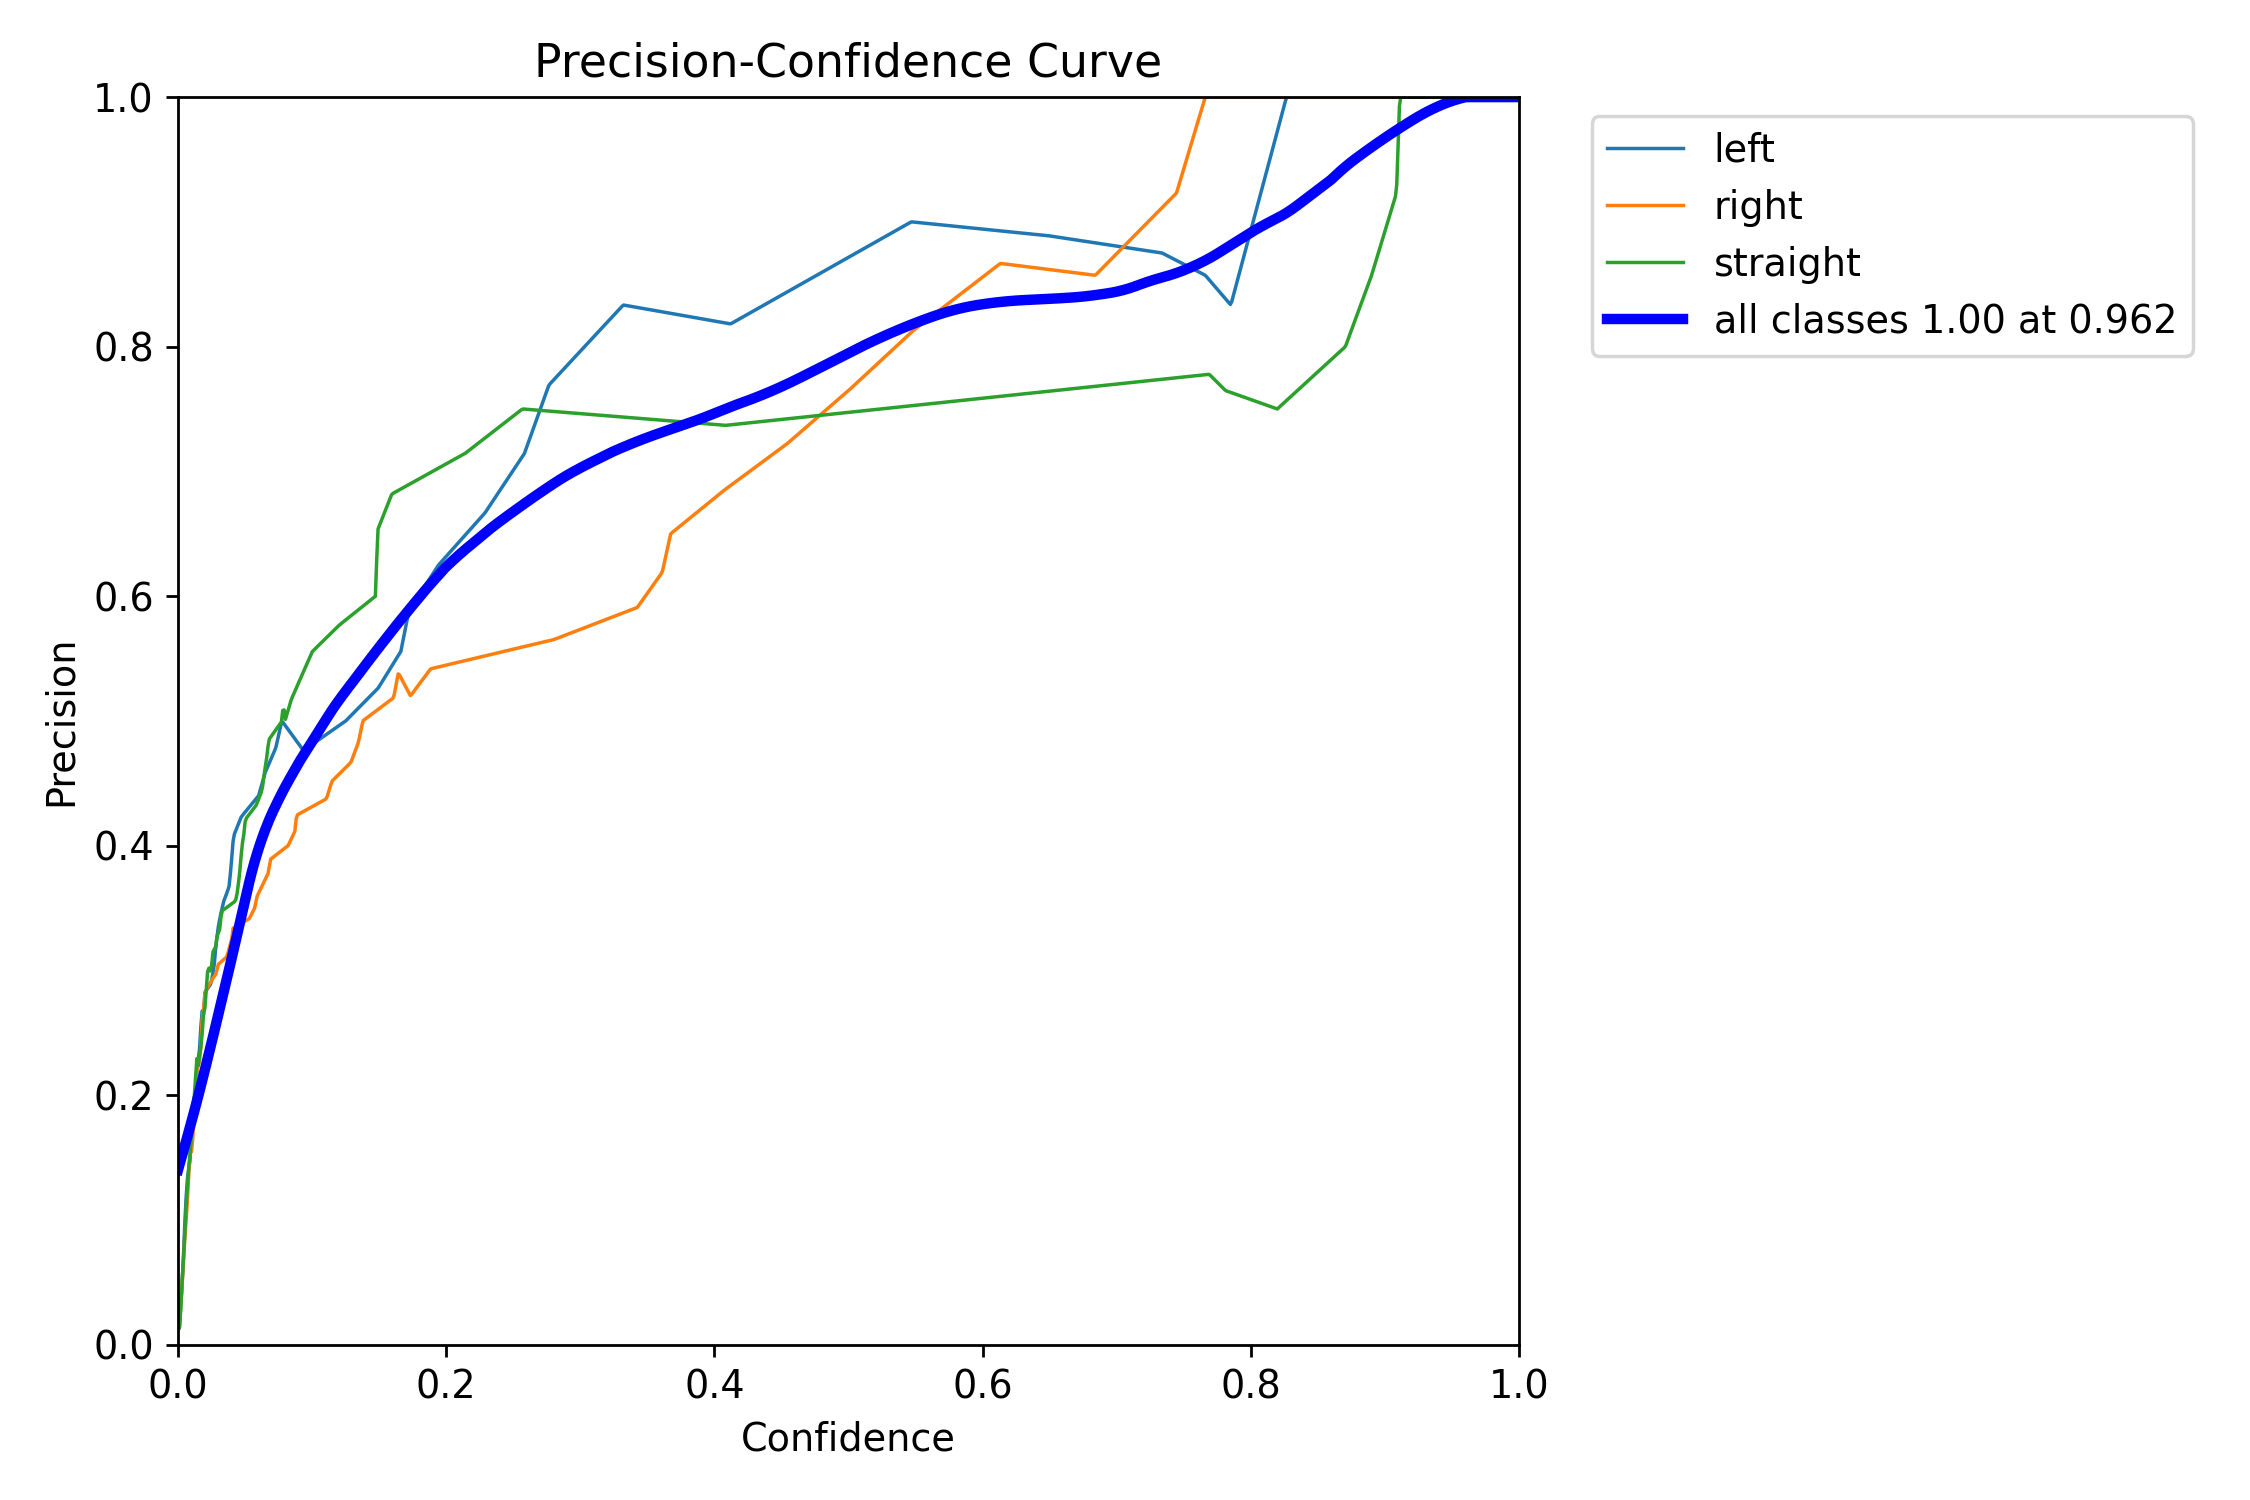 Precision-Confidence Curve
1.0
0.8
0.6
0.4
0.2
0.0
Precision
0.0 0.2 0.4 0.6 0.8 1.0
Confidence
left
right
straight
all classes 1.00 at 0.962